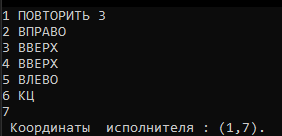 1 ПОВТОРИТЬ 3
2 ВПРАВО
3 ВВЕРХ
4 ВВЕРХ
5 ВЛЕВО
6 КЦ
7
Координаты  исполнителя : (1,7).